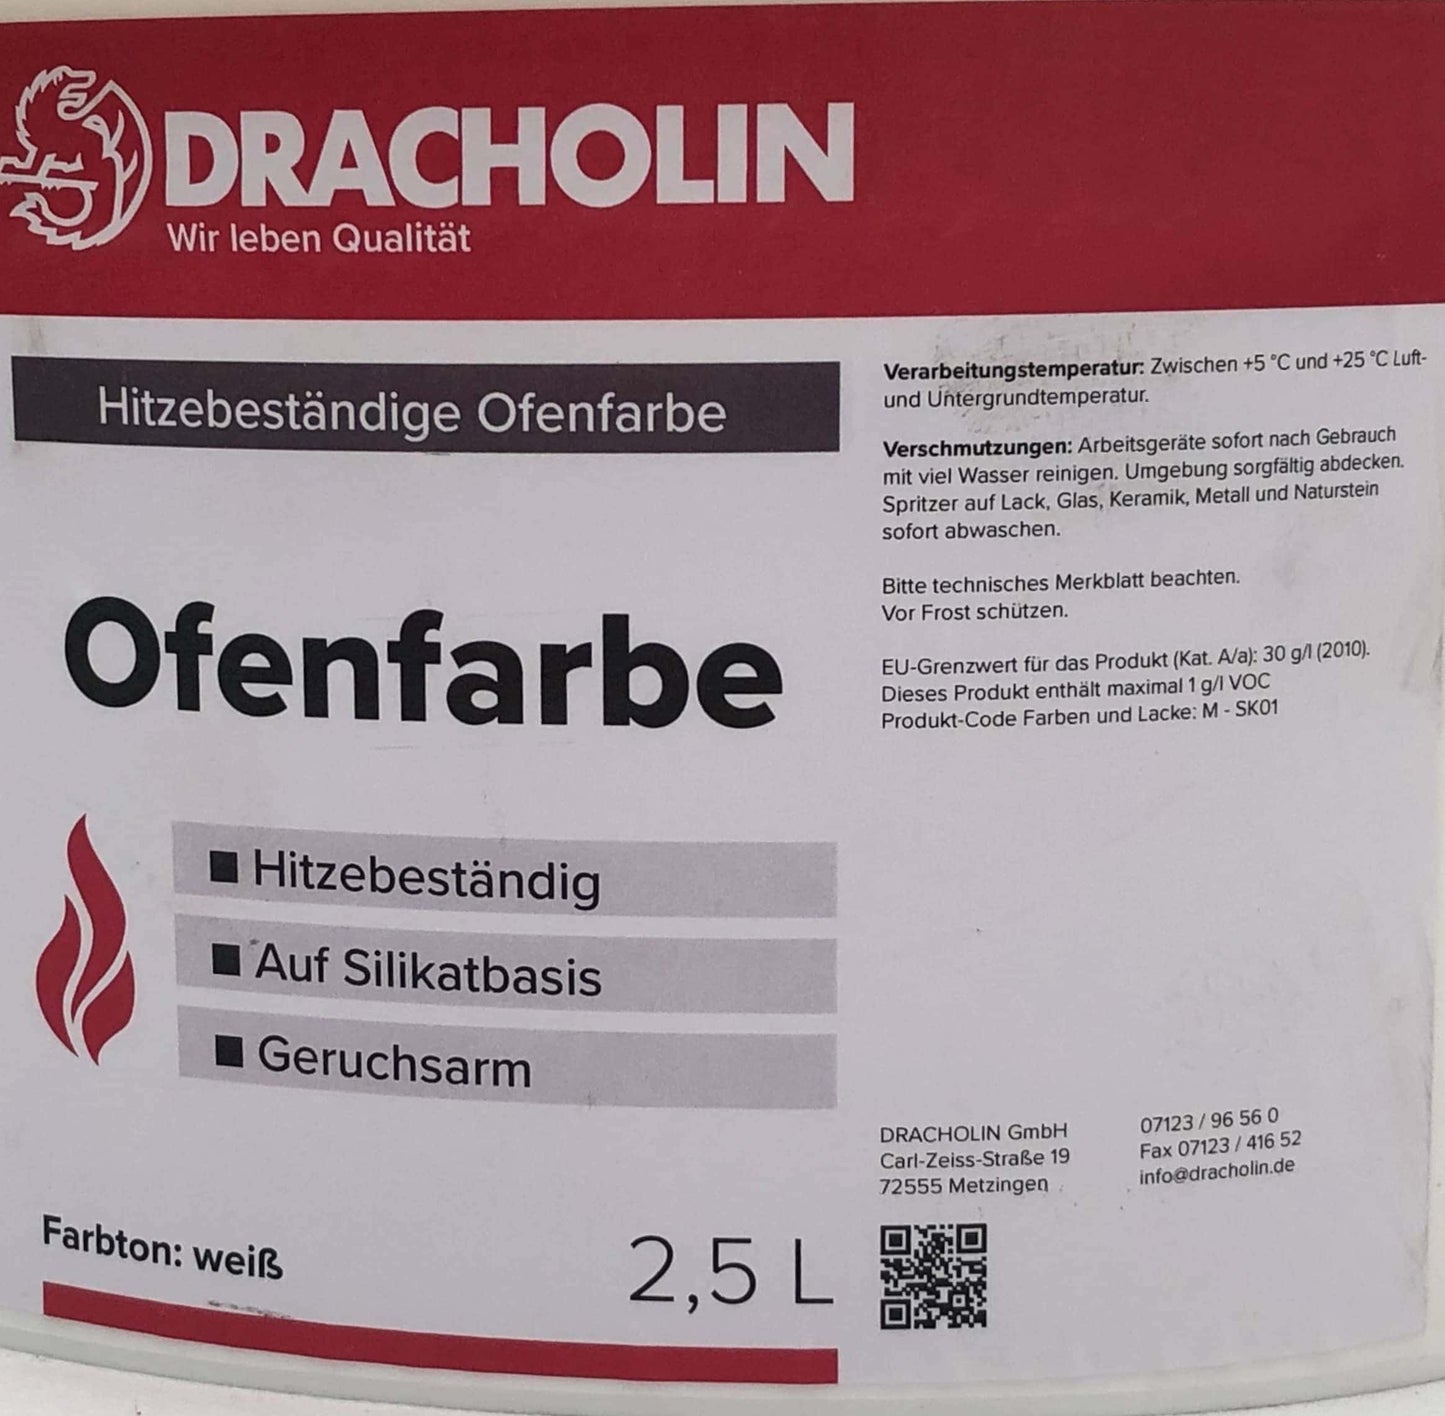 DRACHOLIN
Wir leben Qualität
Hitzebeständige Ofenfarbe
Ofenfarbe
■ Hitzebeständig
■ Auf Silikatbasis
■ Geruchsarm
Farbton: weiß
2,5 L
Verarbeitungstemperatur: Zwischen +5 °C und +25 °C Luft-
und Untergrundtemperatur.
Verschmutzungen: Arbeitsgeräte sofort nach Gebrauch
mit viel Wasser reinigen. Umgebung sorgfältig abdecken.
Spritzer auf Lack, Glas, Keramik, Metall und Naturstein
sofort abwaschen.
Bitte technisches Merkblatt beachten.
Vor Frost schützen.
EU-Grenzwert für das Produkt (Kat. A/a): 30 g/l (2010).
Dieses Produkt enthält maximal 1 g/l VOC
Produkt-Code Farben und Lacke: M - SK01
DRACHOLIN GmbH
Carl-Zeiss-Straße 19
72555 Metzingen
07123 / 96 56 0
Fax 07123 / 416 52
info@dracholin.de